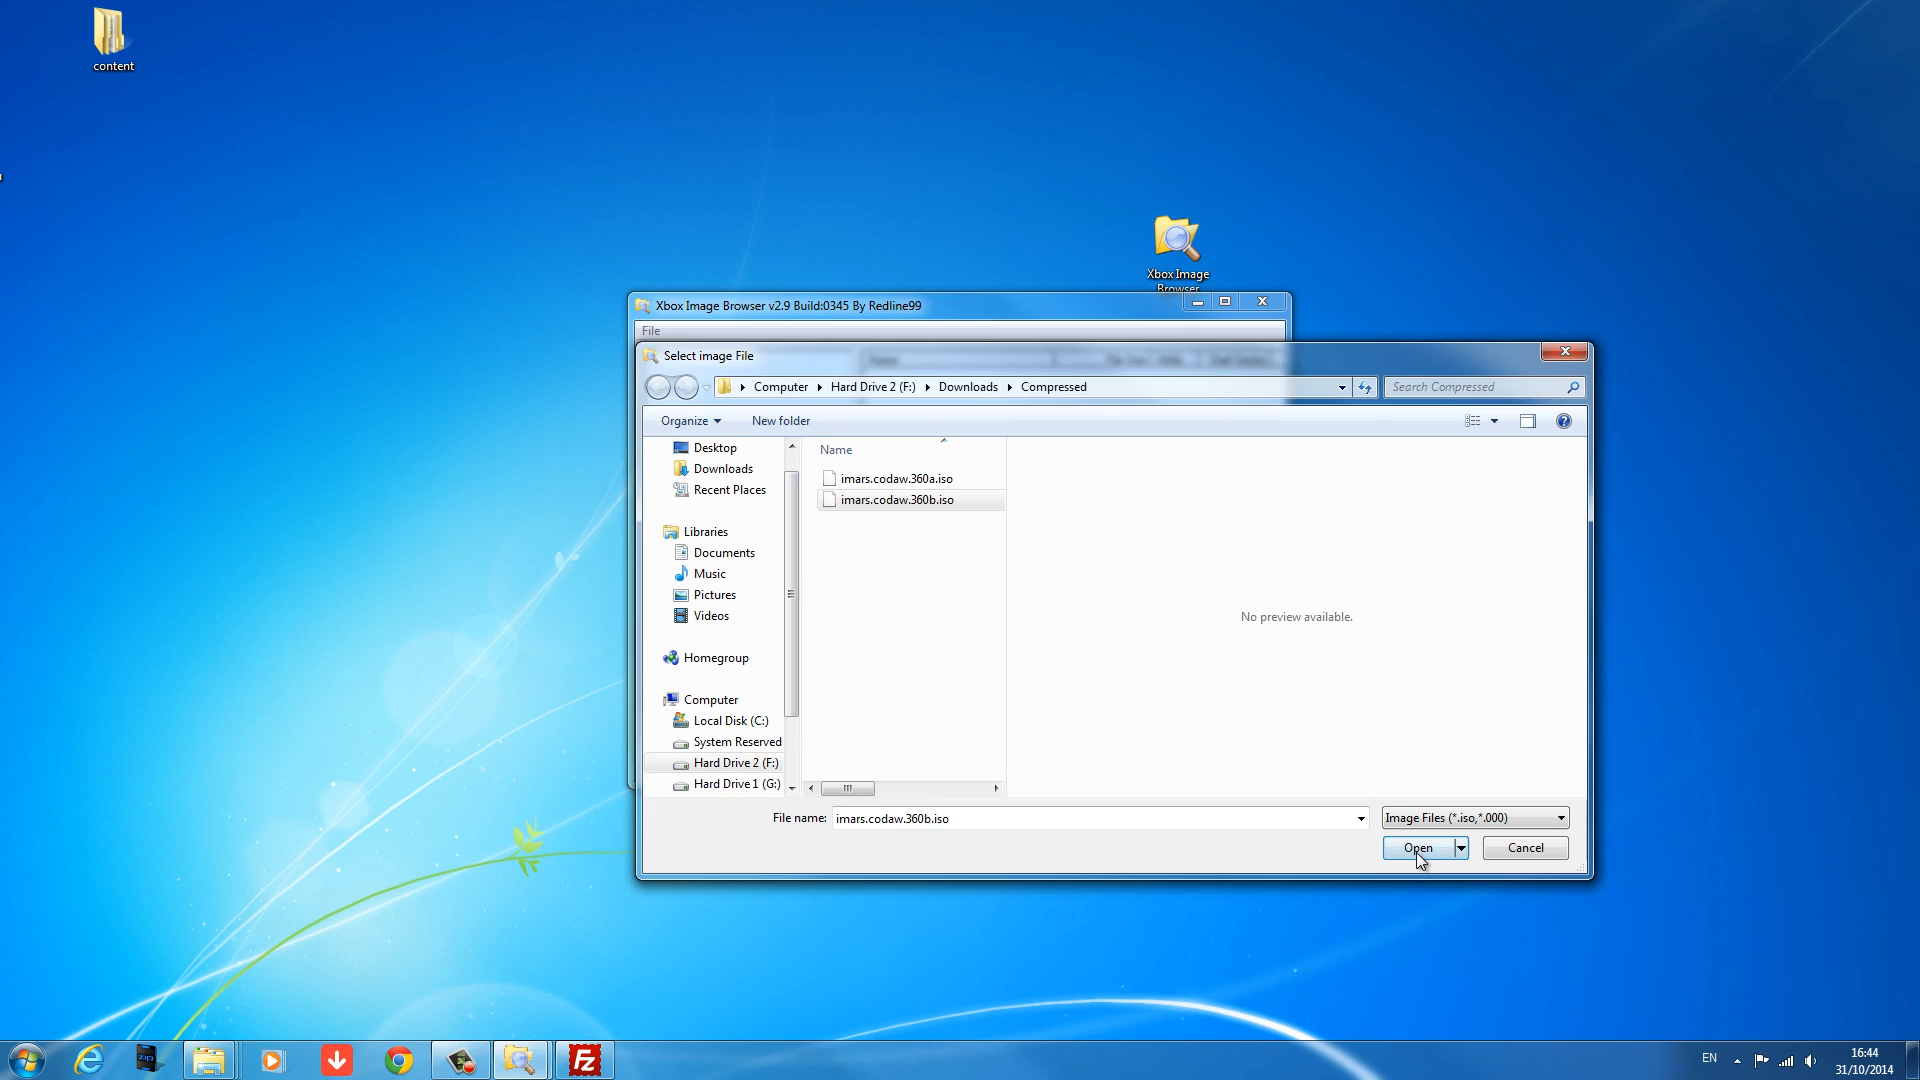 content
Xbox Image
Browser
Xbox Image Browser v2.9 Build:0345 By Redline99
File
Select image File
Computer
Hard Drive 2 (F:)
Downloads
Compressed
Search Compressed
Organize
New folder
Desktop
Downloads
Recent Places
Libraries
Documents
Music
Pictures
Videos
Homegroup
Computer
Local Disk (C:)
System Reserved
Hard Drive 2 (F:)
Hard Drive 1 (G:)
Name
imars.codaw.360a.iso
imars.codaw.360b.iso
No preview available.
File name:
imars.codaw.360b.iso
Image Files (*.iso,*.000)
Open
Cancel
ZIP
FZ
EN
16:44
31/10/2014